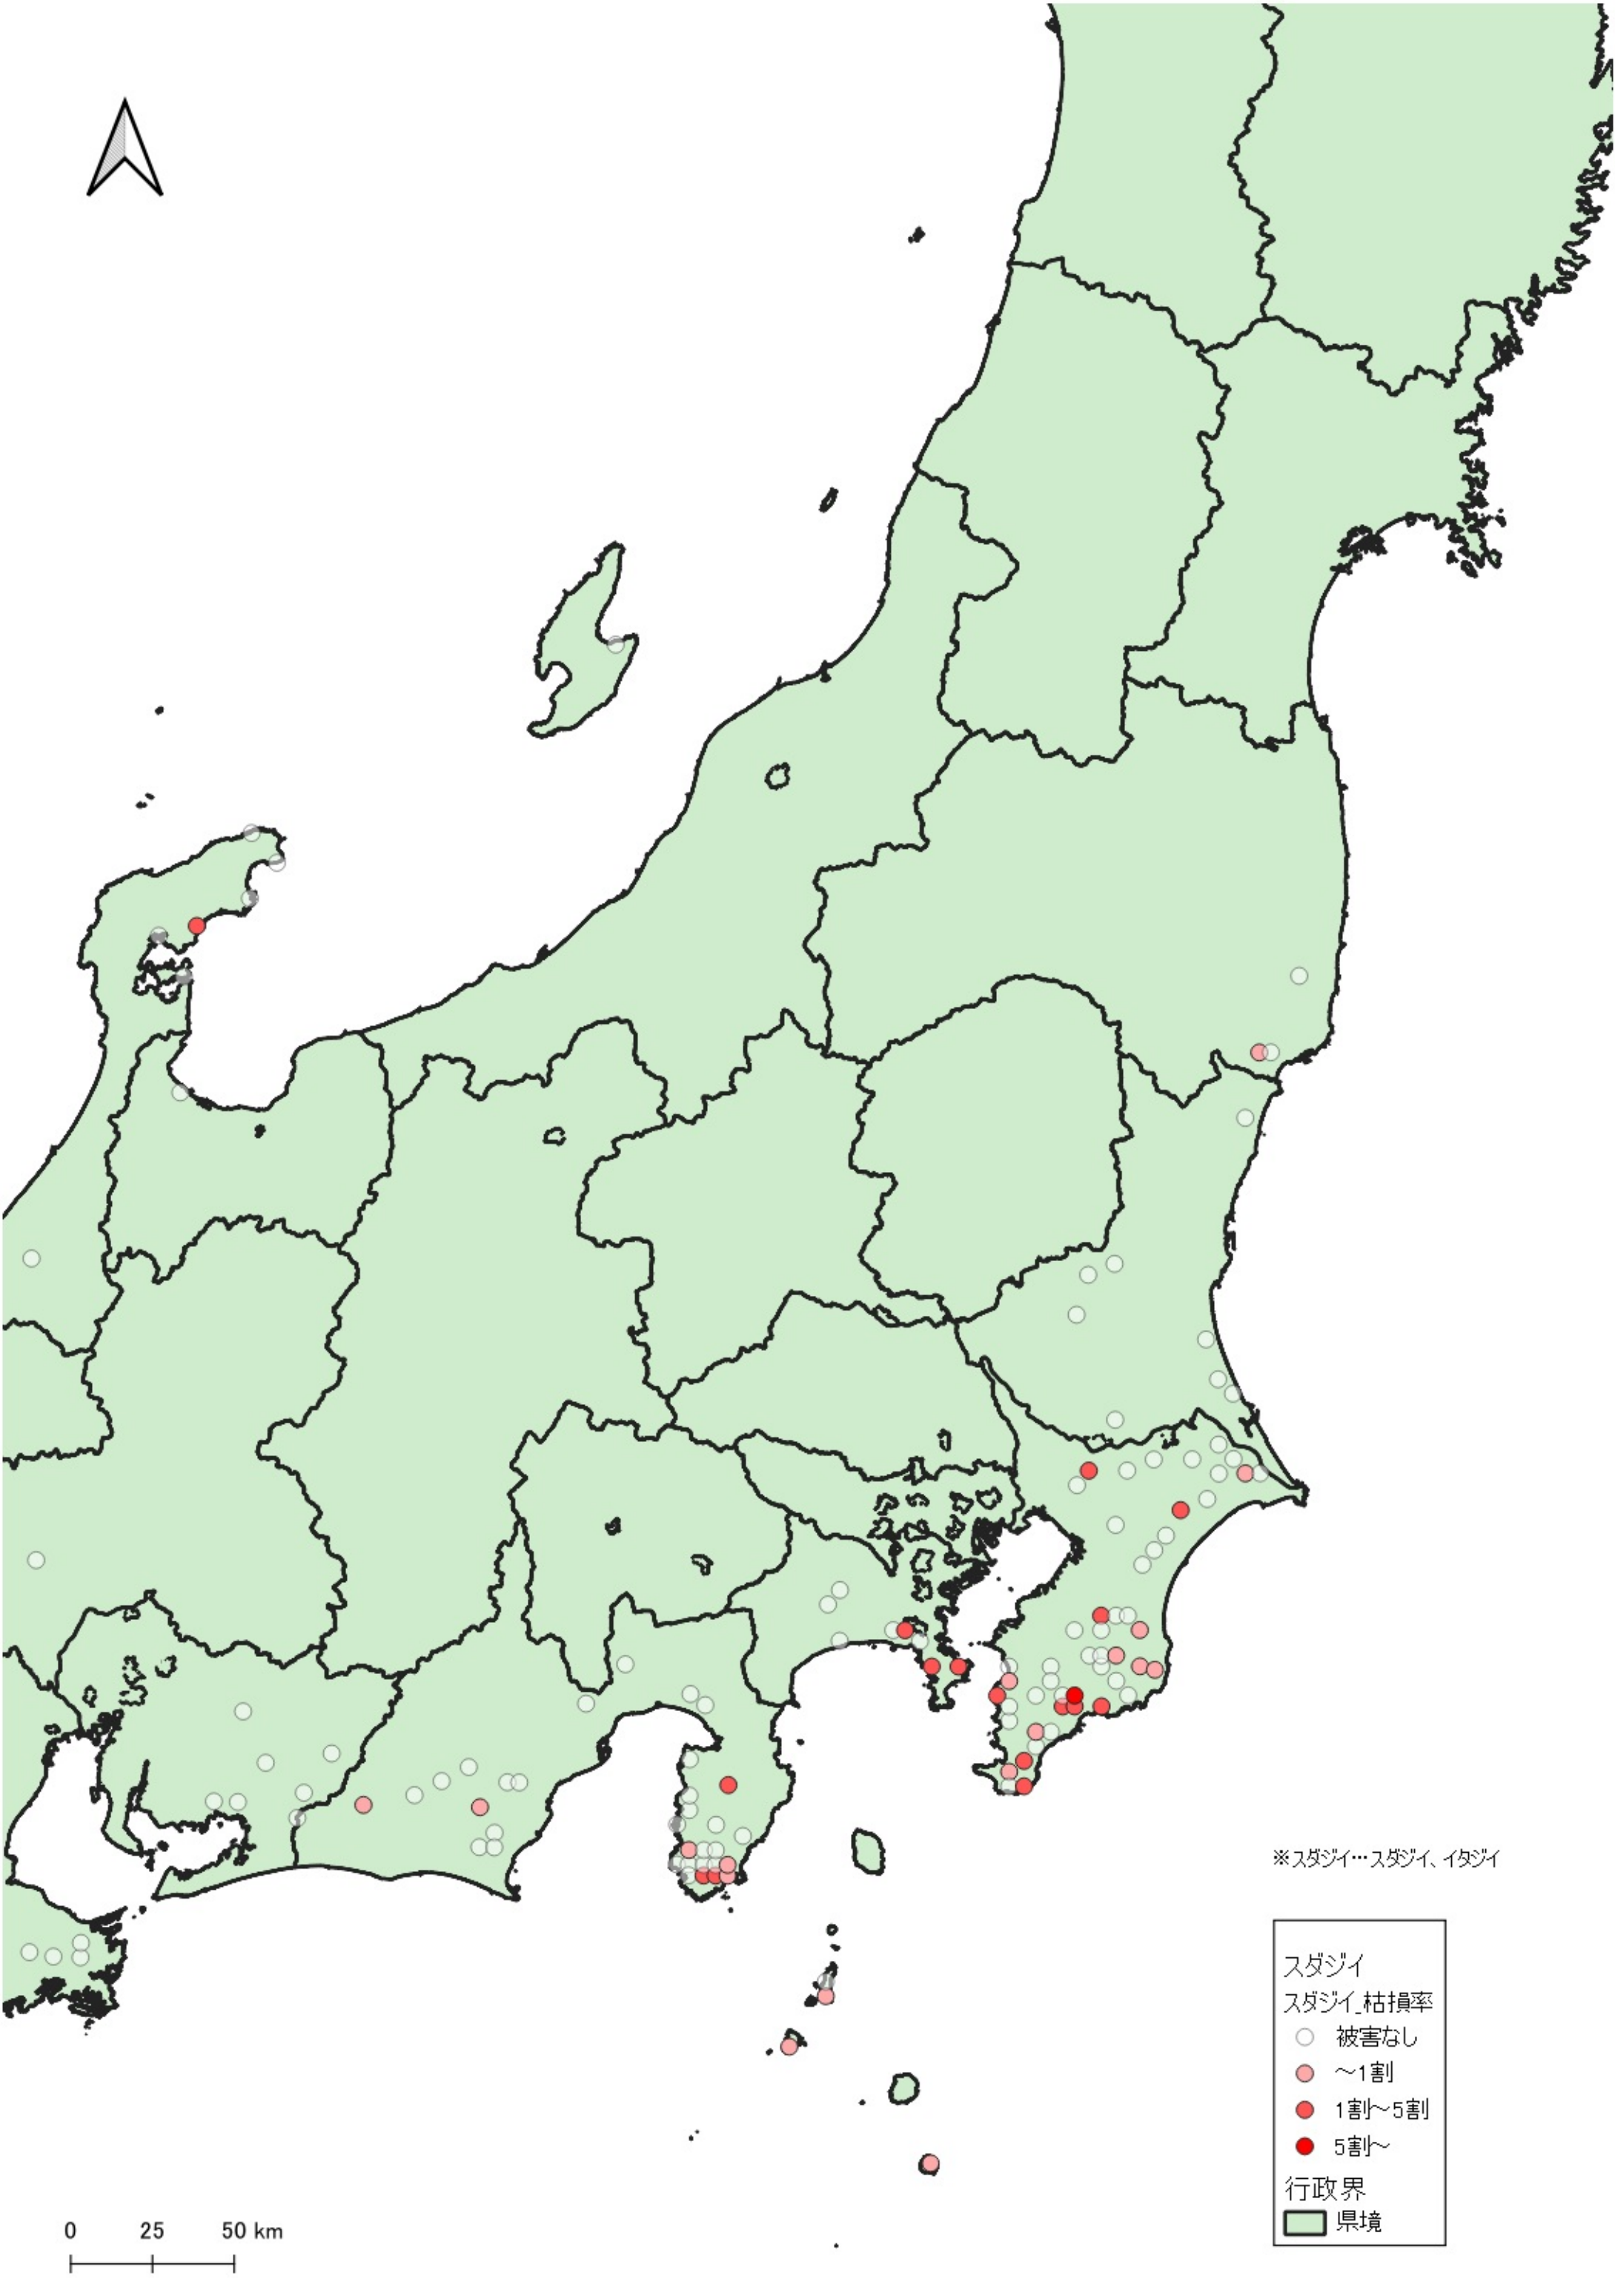 ※スダジイ…スダジイ、イタジイ
スダジイ
スダジイ_枯損率
被害なし
～1割
1割～5割
5割～
行政界
県境
0 25 50 km